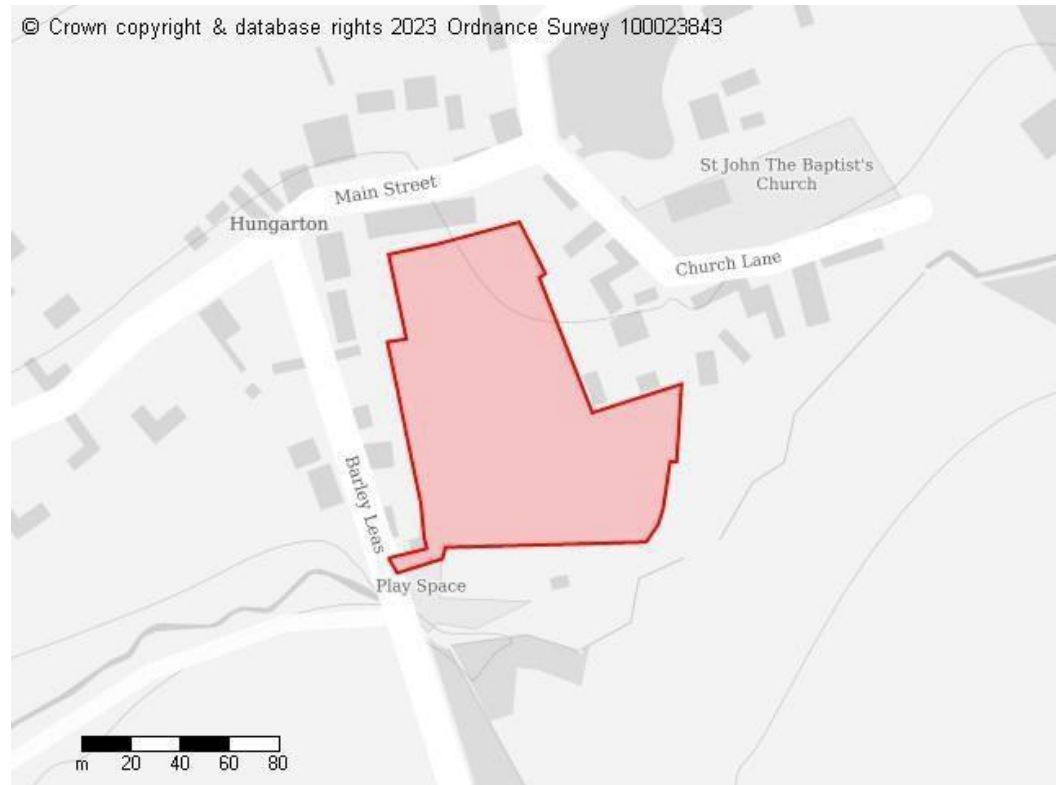 © Crown copyright & database rights 2023 Ordnance Survey 100023843
St John The Baptist's
Church
Main Street
Hungarton
Church Lane
Barley Leas
Play Space
m 20 40 60 80